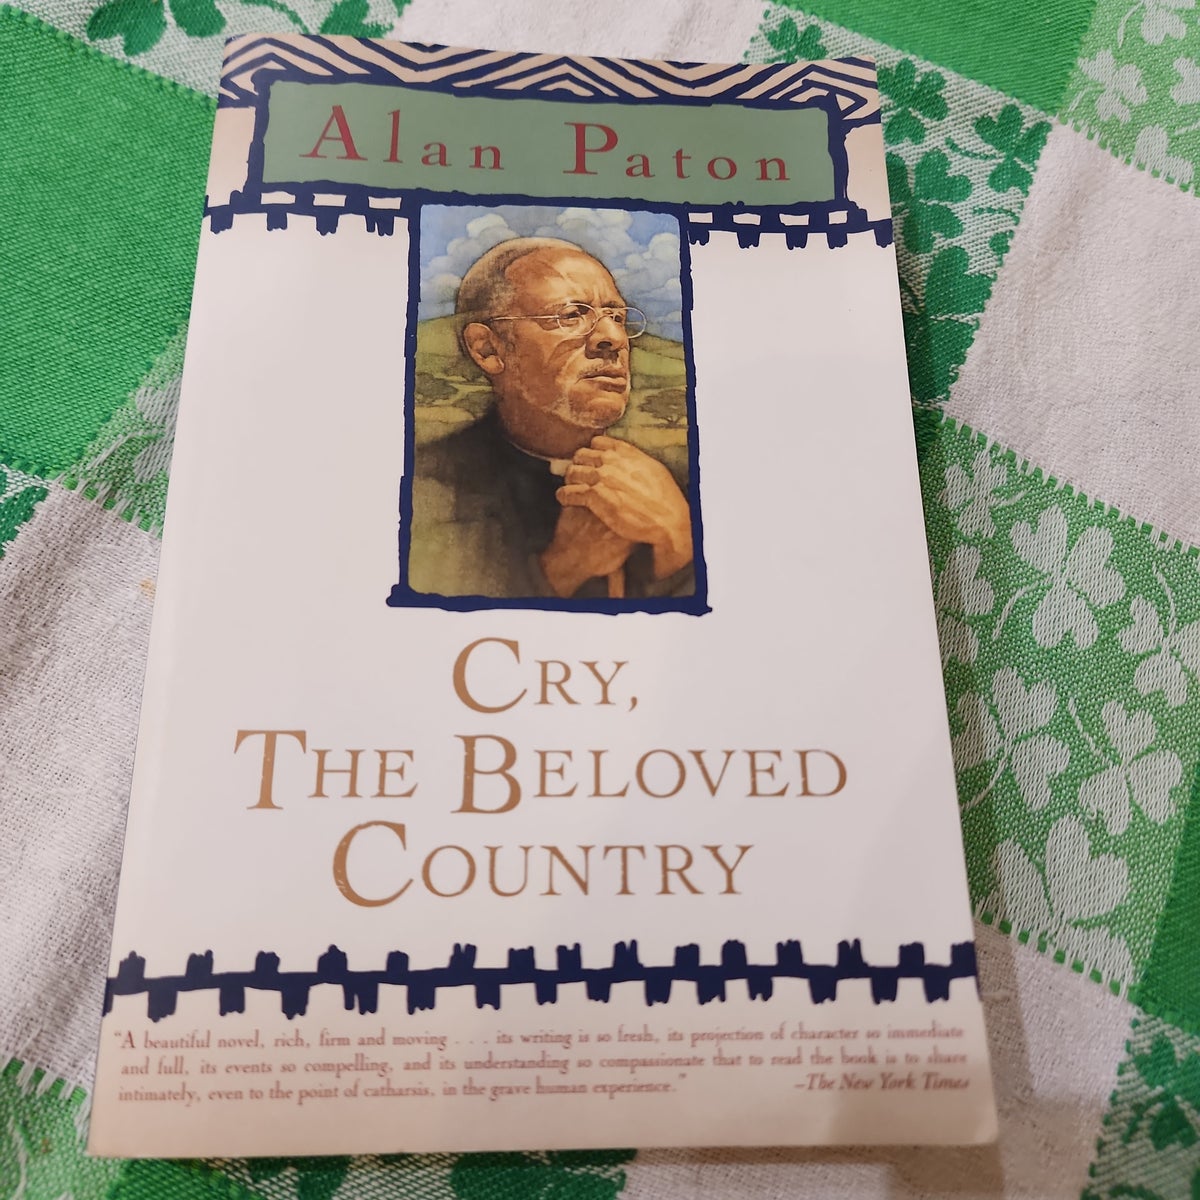 Alan Paton
CRY,
THE BELOVED
COUNTRY
“A beautiful novel, rich, firm and moving . . . its writing is so fresh, its projection of character so immediate
and full, its events so compelling, and its understanding so compassionate that to read the book is to share
intimately, even to the point of catharsis, in the grave human experience.” –The New York Times